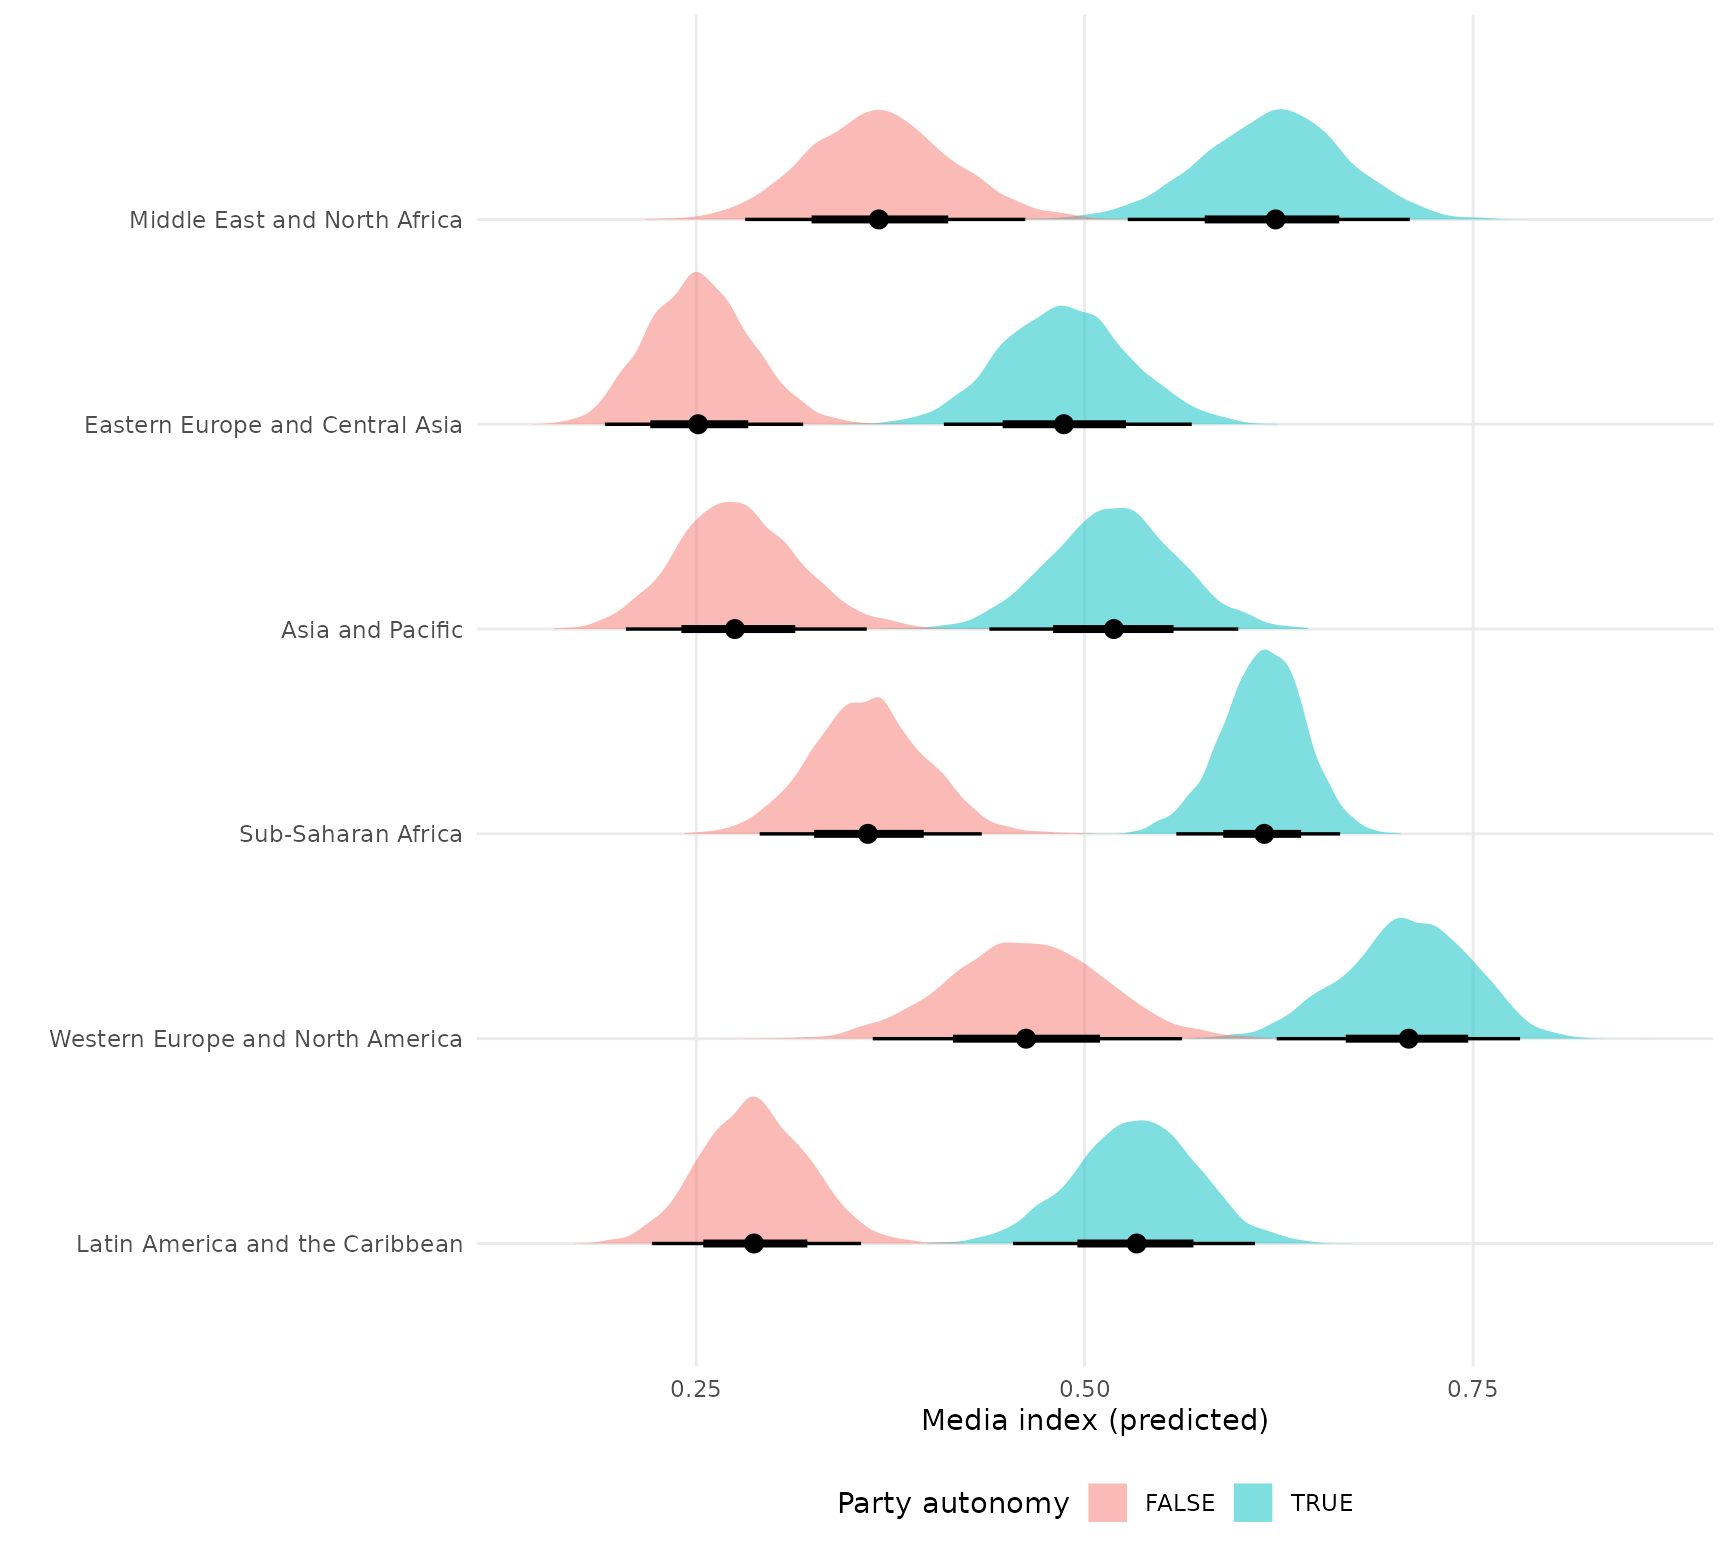 Middle East and North Africa
Eastern Europe and Central Asia
Asia and Pacific
Sub-Saharan Africa
Western Europe and North America
Latin America and the Caribbean
0.25 0.50 0.75
Media index (predicted)
Party autonomy FALSE TRUE